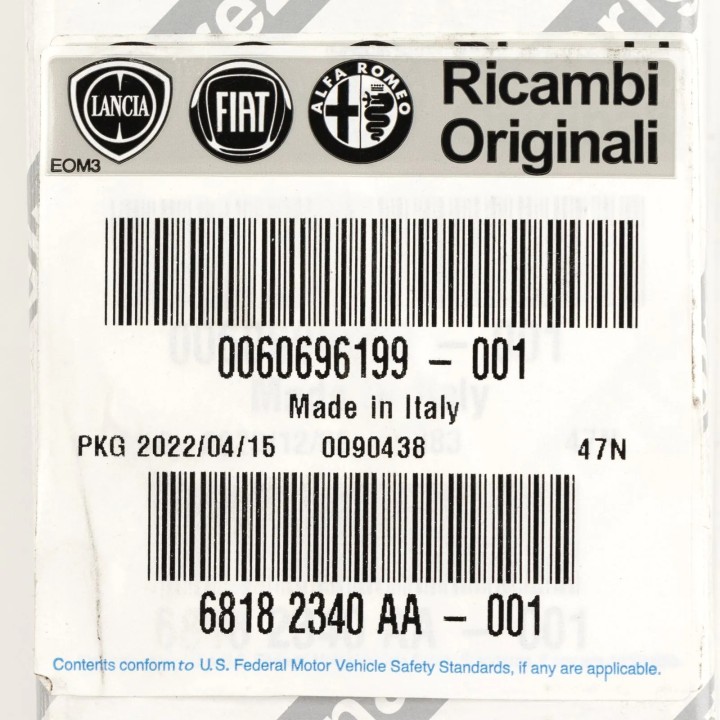 LANCIA FIAT ALFA ROMEO Ricambi
Originali
EOM3
0060696199 - 001
Made in Italy
PKG 2022/04/15 0090438 47N
6818 2340 AA - 001
Contents conform to U.S. Federal Motor Vehicle Safety Standards, if any are applicable.